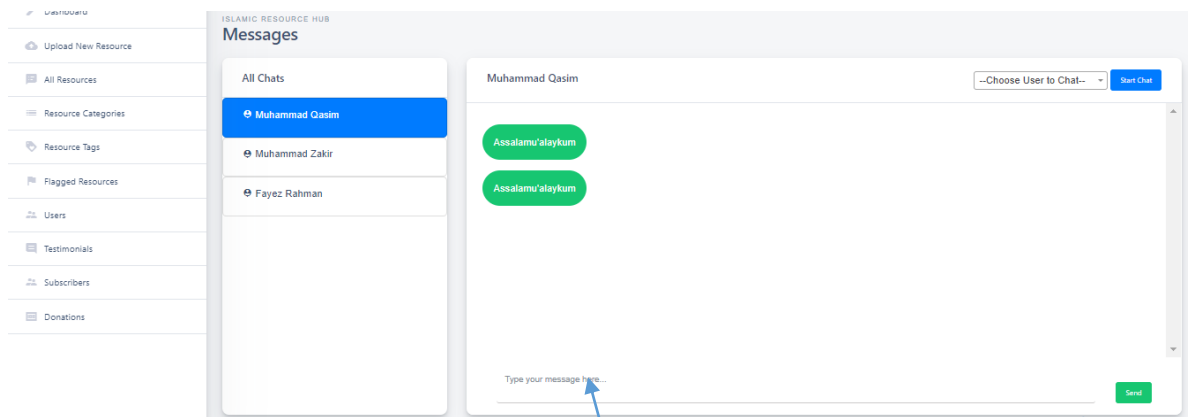 Dashboard
Upload New Resource
All Resources
Resource Categories
Resource Tags
Flagged Resources
Users
Testimonials
Subscribers
Donations
ISLAMIC RESOURCE HUB
Messages
All Chats
Muhammad Qasim
Muhammad Zakir
Fayez Rahman
Muhammad Qasim
--Choose User to Chat--
Start Chat
Assalamu'alaykum
Assalamu'alaykum
Type your message here...
Send